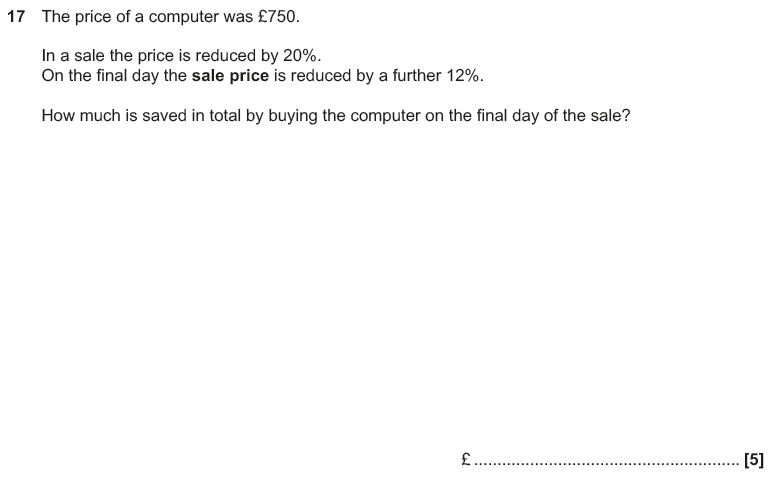 17 The price of a computer was £750.
In a sale the price is reduced by 20%.
On the final day the sale price is reduced by a further 12%.
How much is saved in total by buying the computer on the final day of the sale?
£ ......................................................... [5]